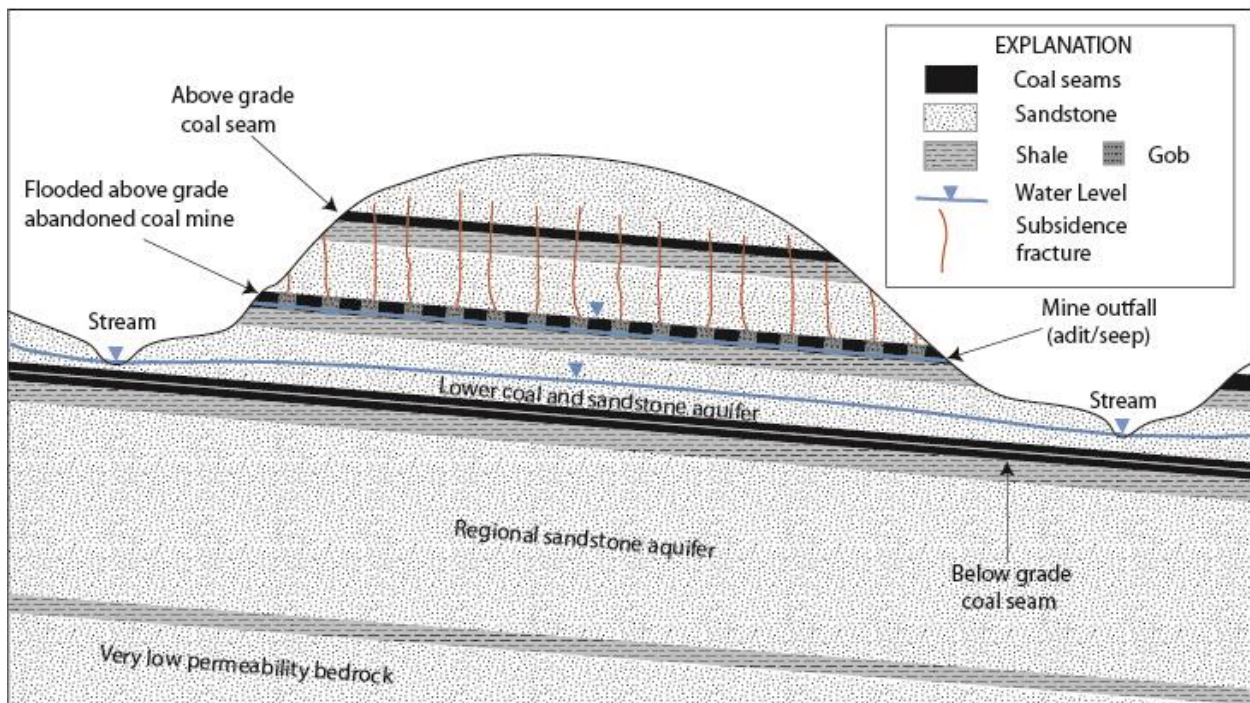 EXPLANATION
Coal seams
Sandstone
Shale
Gob
Water Level
Subsidence
fracture
Above grade
coal seam
Flooded above grade
abandoned coal mine
Stream
Mine outfall
(adit/seep)
Lower coal and sandstone aquifer
Stream
Regional sandstone aquifer
Below grade
coal seam
Very low permeability bedrock